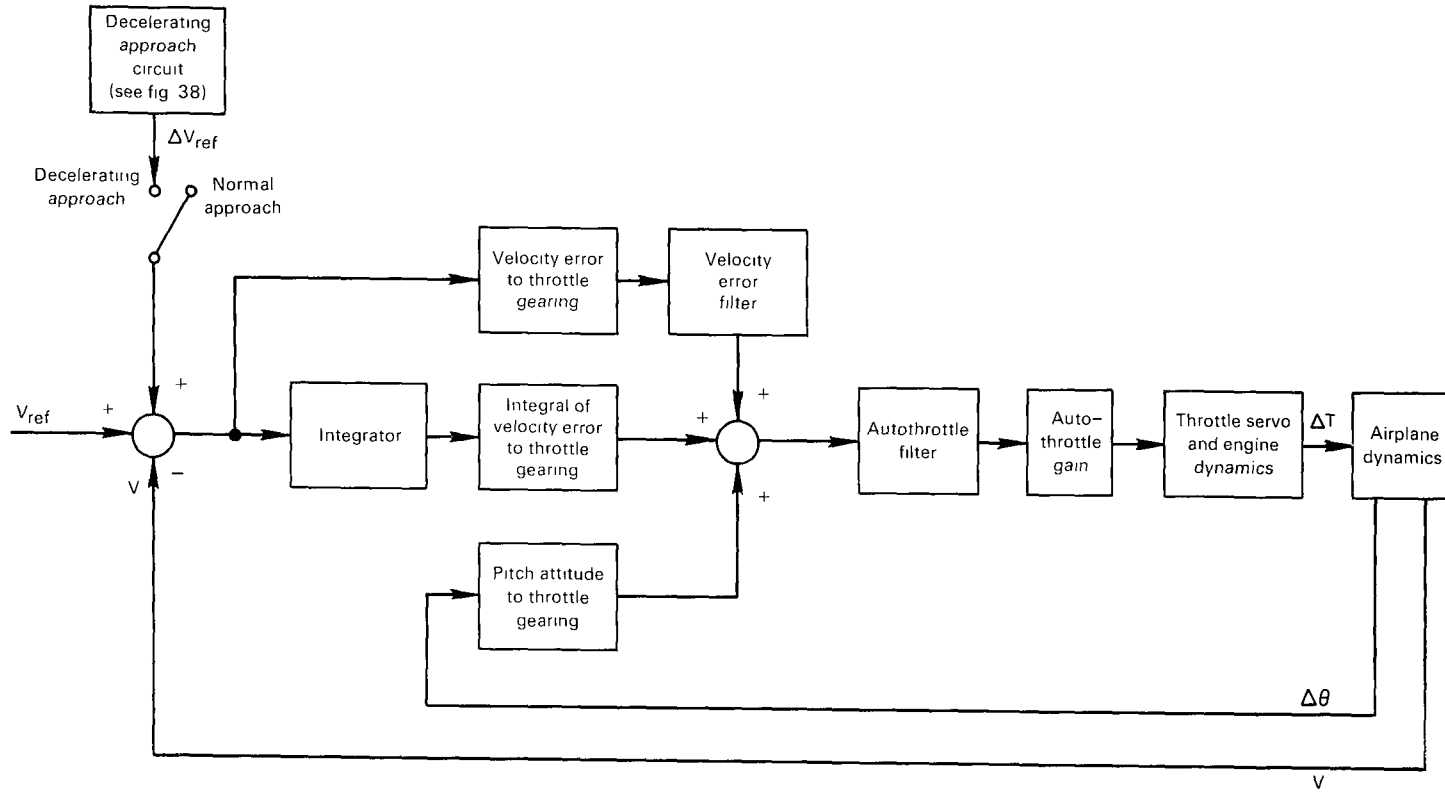 Decelerating
approach
circuit
(see fig 38)
ΔV_ref
Decelerating
approach
Normal
approach
Velocity error
to throttle
gearing
Velocity
error
filter
+
V_ref
+
−
V
Integrator
Integral of
velocity error
to throttle
gearing
+
+
+
Autothrottle
filter
Auto-
throttle
gain
Throttle servo
and engine
dynamics
ΔT
Airplane
dynamics
Pitch attitude
to throttle
gearing
Δθ
V